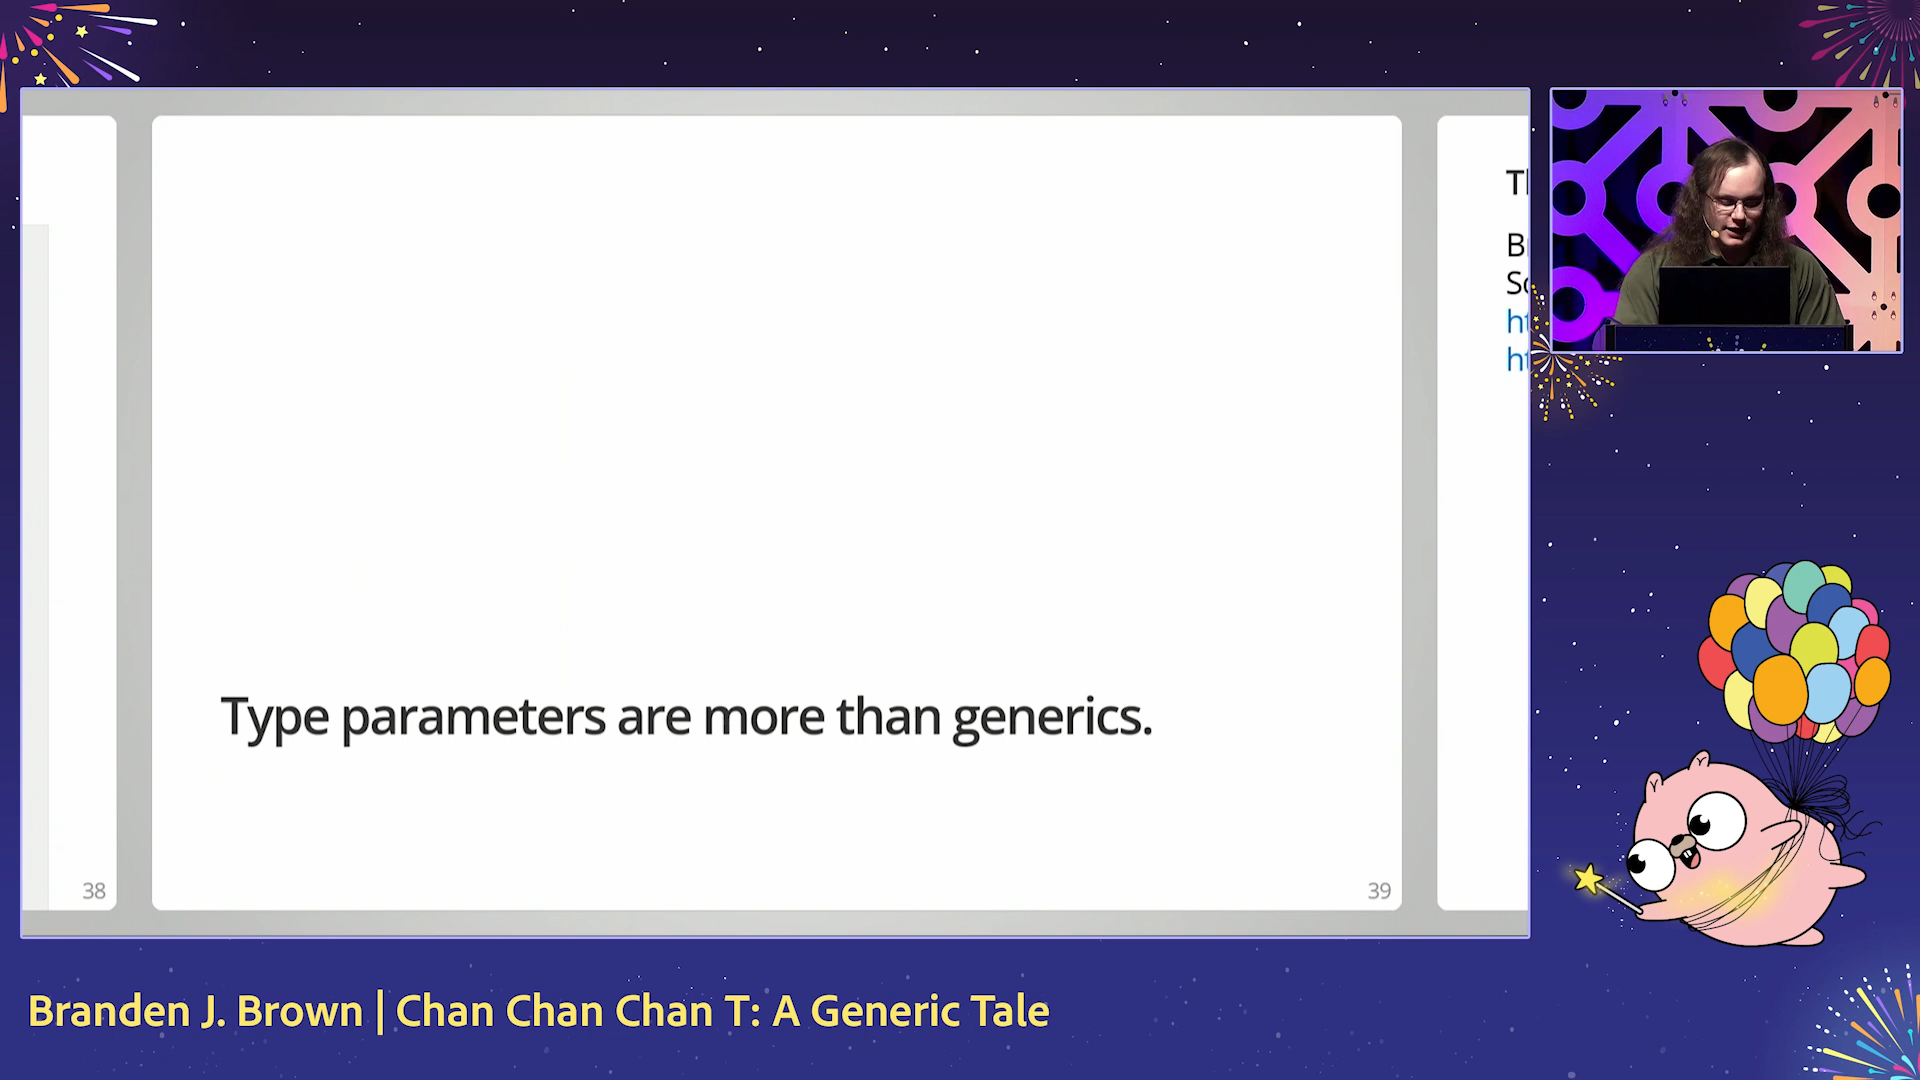 38
Type parameters are more than generics.
39
Branden J. Brown | Chan Chan Chan T: A Generic Tale